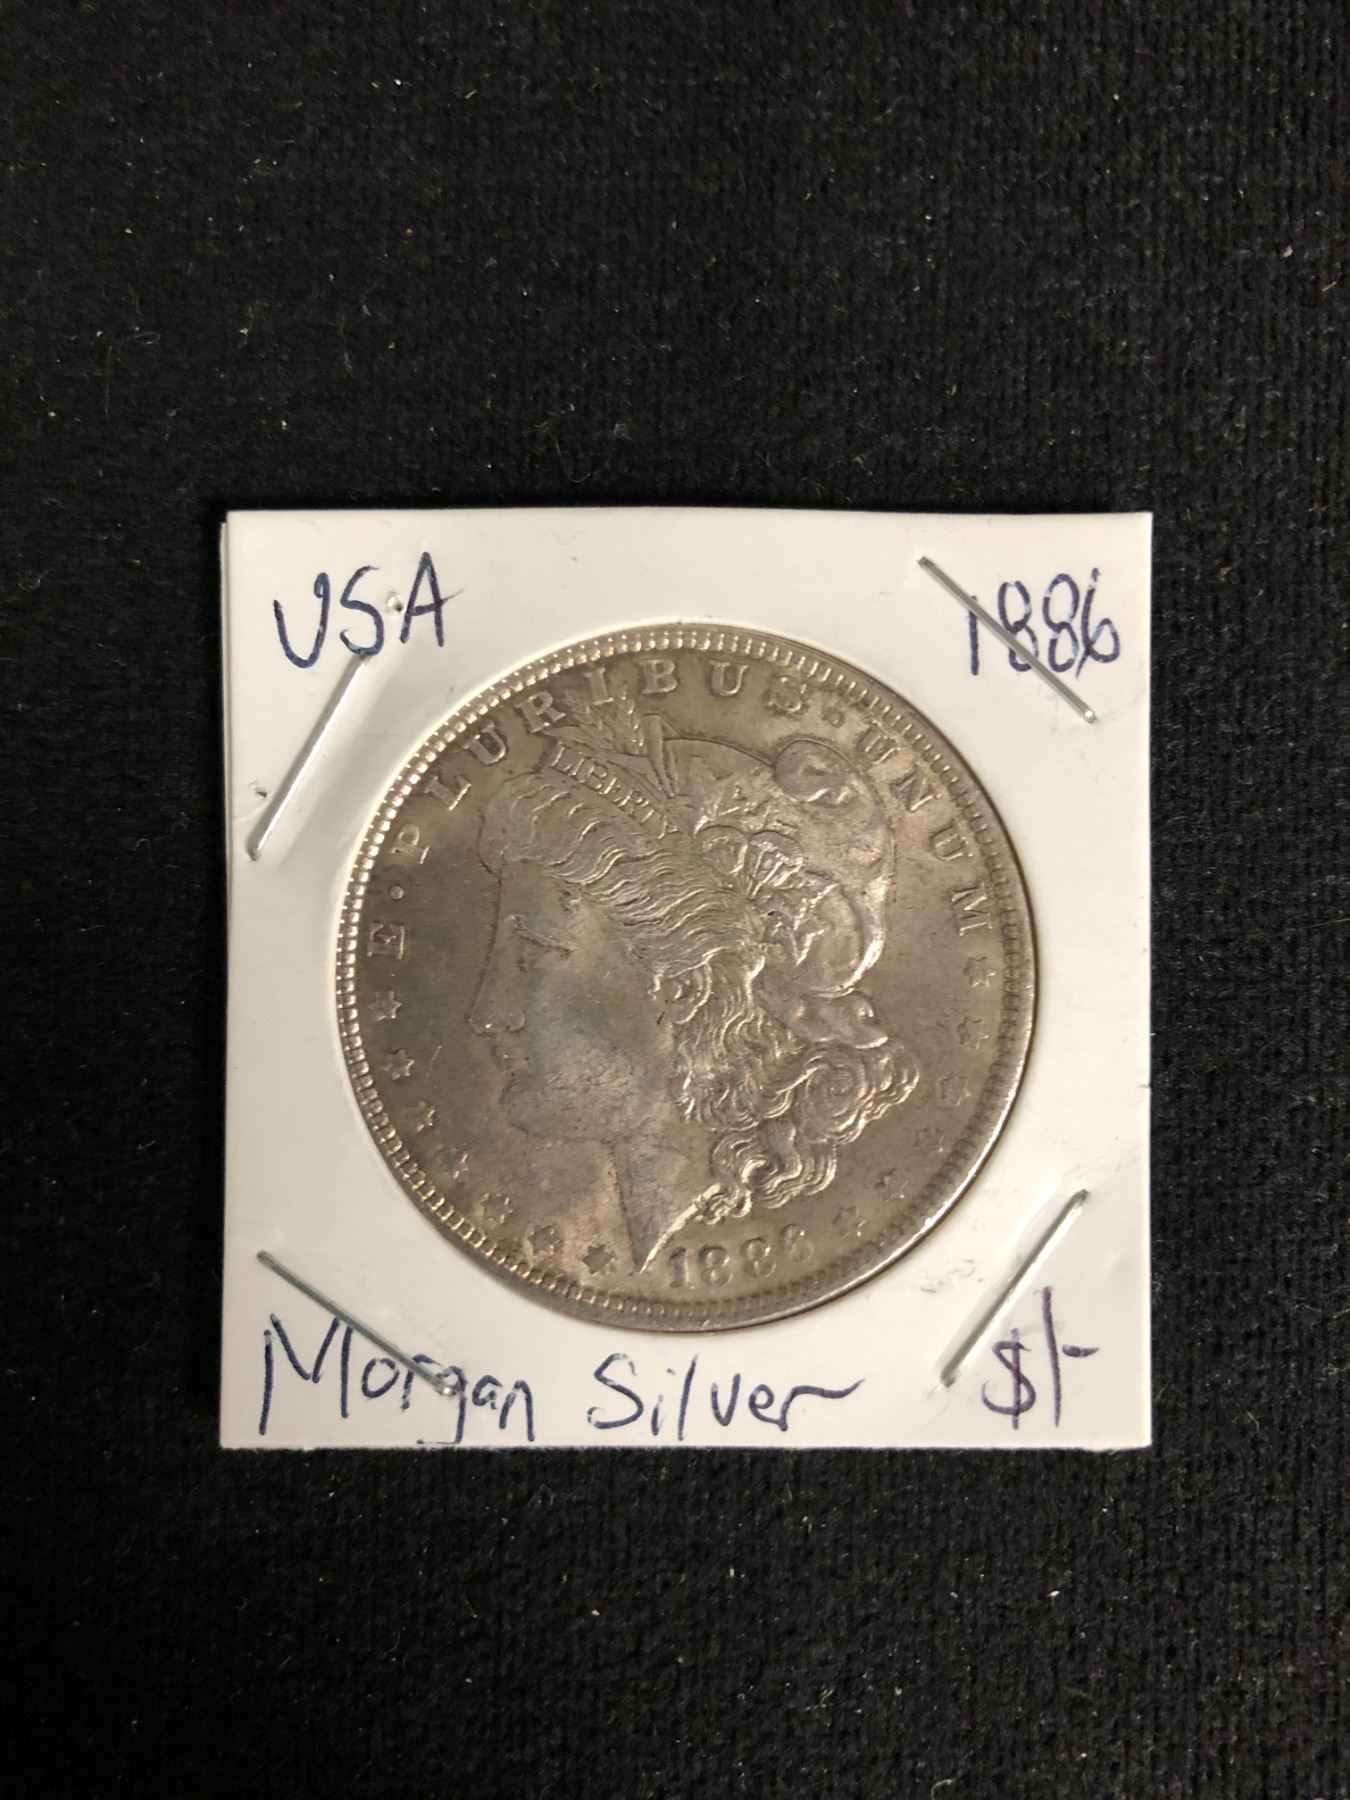 USA 1886
E · PLURIBUS · UNUM
LIBERTY
1886
Morgan Silver $1-